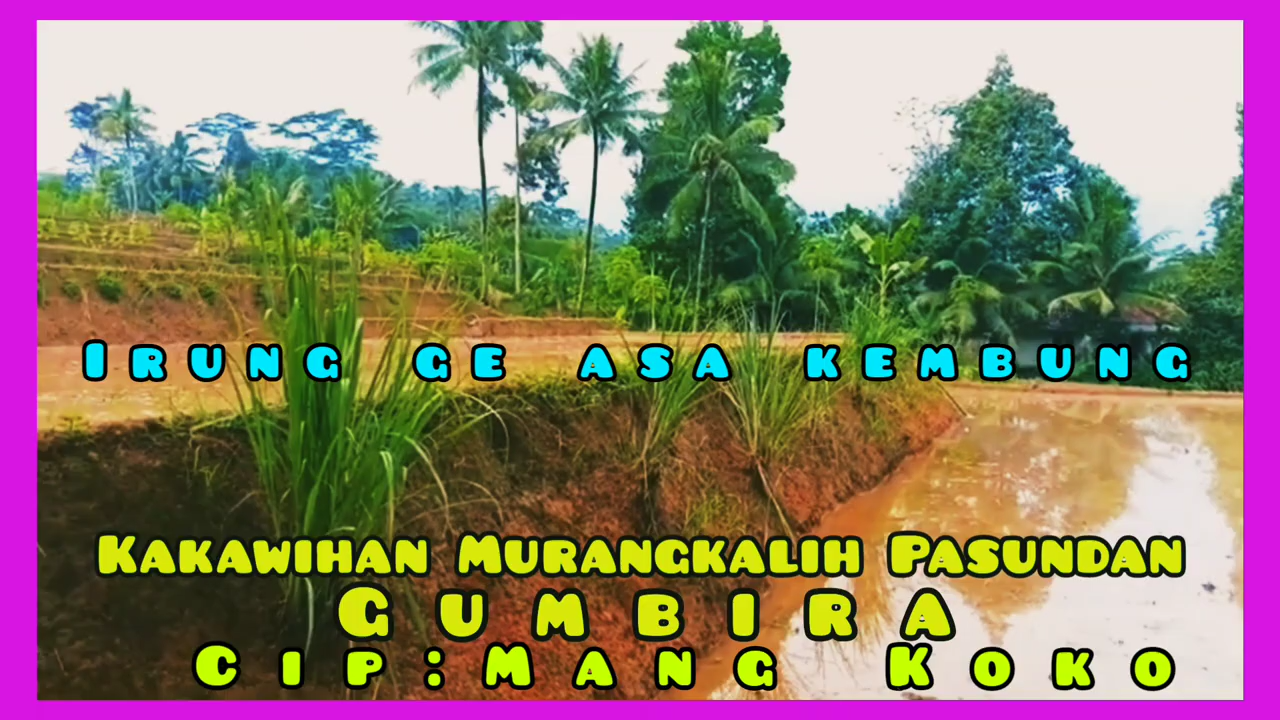 Irung ge asa kembung
Kakawihan Murangkalih Pasundan
Gumbira
Cip:Mang Koko